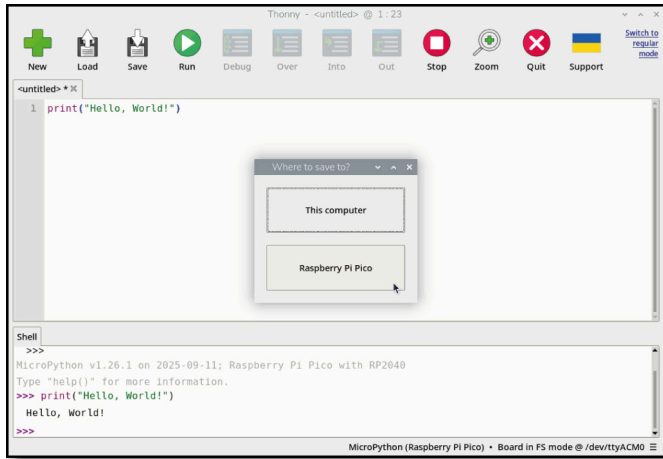 Thonny - <untitled> @ 1:23
New Load Save Run Debug Over Into Out Stop Zoom Quit Support
Switch to
regular
mode
<untitled> *
1 print("Hello, World!")
Where to save to?
This computer
Raspberry Pi Pico
Shell
>>>
MicroPython v1.26.1 on 2025-09-11; Raspberry Pi Pico with RP2040
Type "help()" for more information.
>>> print("Hello, World!")
Hello, World!
>>>
MicroPython (Raspberry Pi Pico) • Board in FS mode @ /dev/ttyACM0